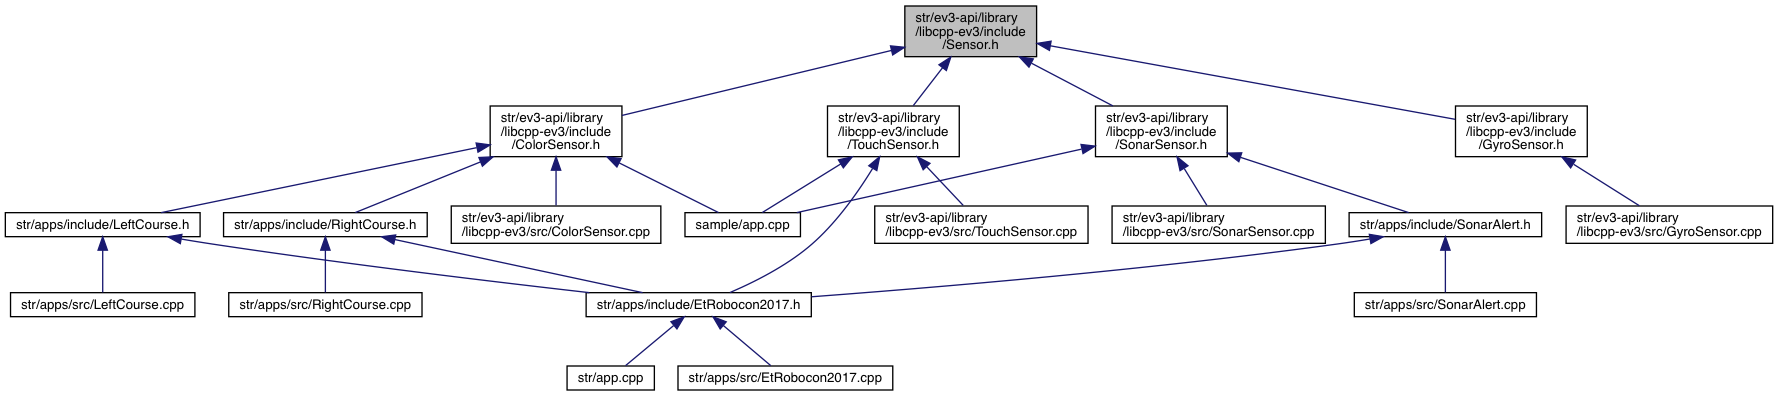 str/ev3-api/library
/libcpp-ev3/include
/Sensor.h
str/ev3-api/library
/libcpp-ev3/include
/ColorSensor.h
str/ev3-api/library
/libcpp-ev3/include
/TouchSensor.h
str/ev3-api/library
/libcpp-ev3/include
/SonarSensor.h
str/ev3-api/library
/libcpp-ev3/include
/GyroSensor.h
str/apps/include/LeftCourse.h
str/apps/include/RightCourse.h
str/ev3-api/library
/libcpp-ev3/src/ColorSensor.cpp
sample/app.cpp
str/ev3-api/library
/libcpp-ev3/src/TouchSensor.cpp
str/ev3-api/library
/libcpp-ev3/src/SonarSensor.cpp
str/apps/include/SonarAlert.h
str/ev3-api/library
/libcpp-ev3/src/GyroSensor.cpp
str/apps/src/LeftCourse.cpp
str/apps/src/RightCourse.cpp
str/apps/include/EtRobocon2017.h
str/apps/src/SonarAlert.cpp
str/app.cpp
str/apps/src/EtRobocon2017.cpp